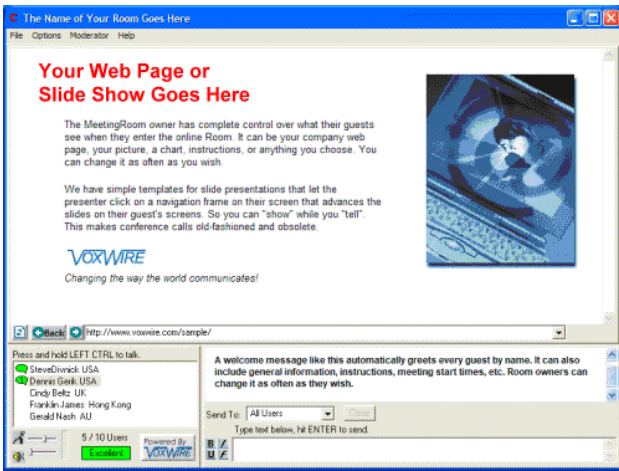 The Name of Your Room Goes Here
File Options Moderator Help
Your Web Page or
Slide Show Goes Here
The MeetingRoom owner has complete control over what their guests
see when they enter the online Room. It can be your company web
page, your picture, a chart, instructions, or anything you choose. You
can change it as often as you wish.
We have simple templates for slide presentations that let the
presenter click on a navigation frame on their screen that advances the
slides on their guest's screens. So you can "show" while you "tell".
This makes conference calls old-fashioned and obsolete.
VOXWIRE
Changing the way the world communicates!
Back http://www.voxwire.com/sample/
Press and hold LEFT CTRL to talk.
SteveDivnick USA
Dennis Gerik USA
Cindy Beltz UK
Franklin James Hong Kong
Gerald Nash AU
5 / 10 Users
Excellent
Powered By
VOXWIRE
A welcome message like this automatically greets every guest by name. It can also
include general information, instructions, meeting start times, etc. Room owners can
change it as often as they wish.
Send To: All Users Close
Type text below, hit ENTER to send.
B I
U F